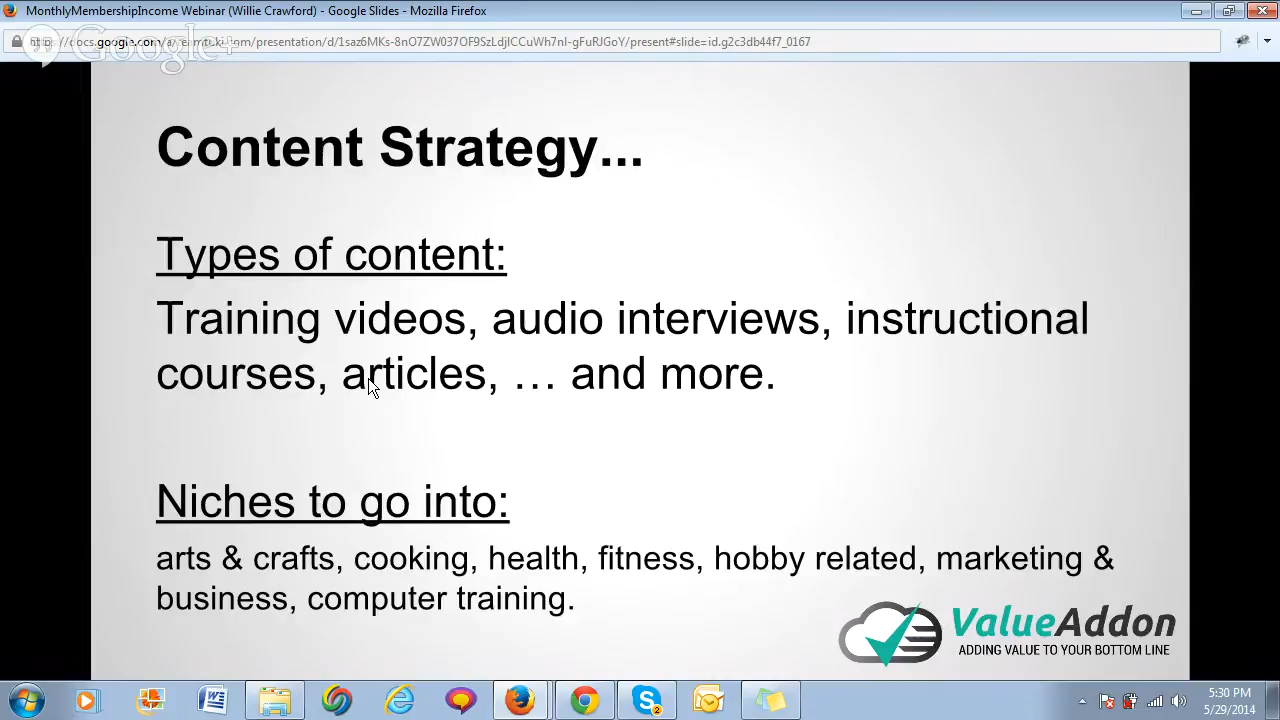 MonthlyMembershipIncome Webinar (Willie Crawford) - Google Slides - Mozilla Firefox
Google+
Content Strategy...
Types of content:
Training videos, audio interviews, instructional
courses, articles, … and more.
Niches to go into:
arts & crafts, cooking, health, fitness, hobby related, marketing &
business, computer training.
ValueAddon
ADDING VALUE TO YOUR BOTTOM LINE
2
5:30 PM
5/29/2014